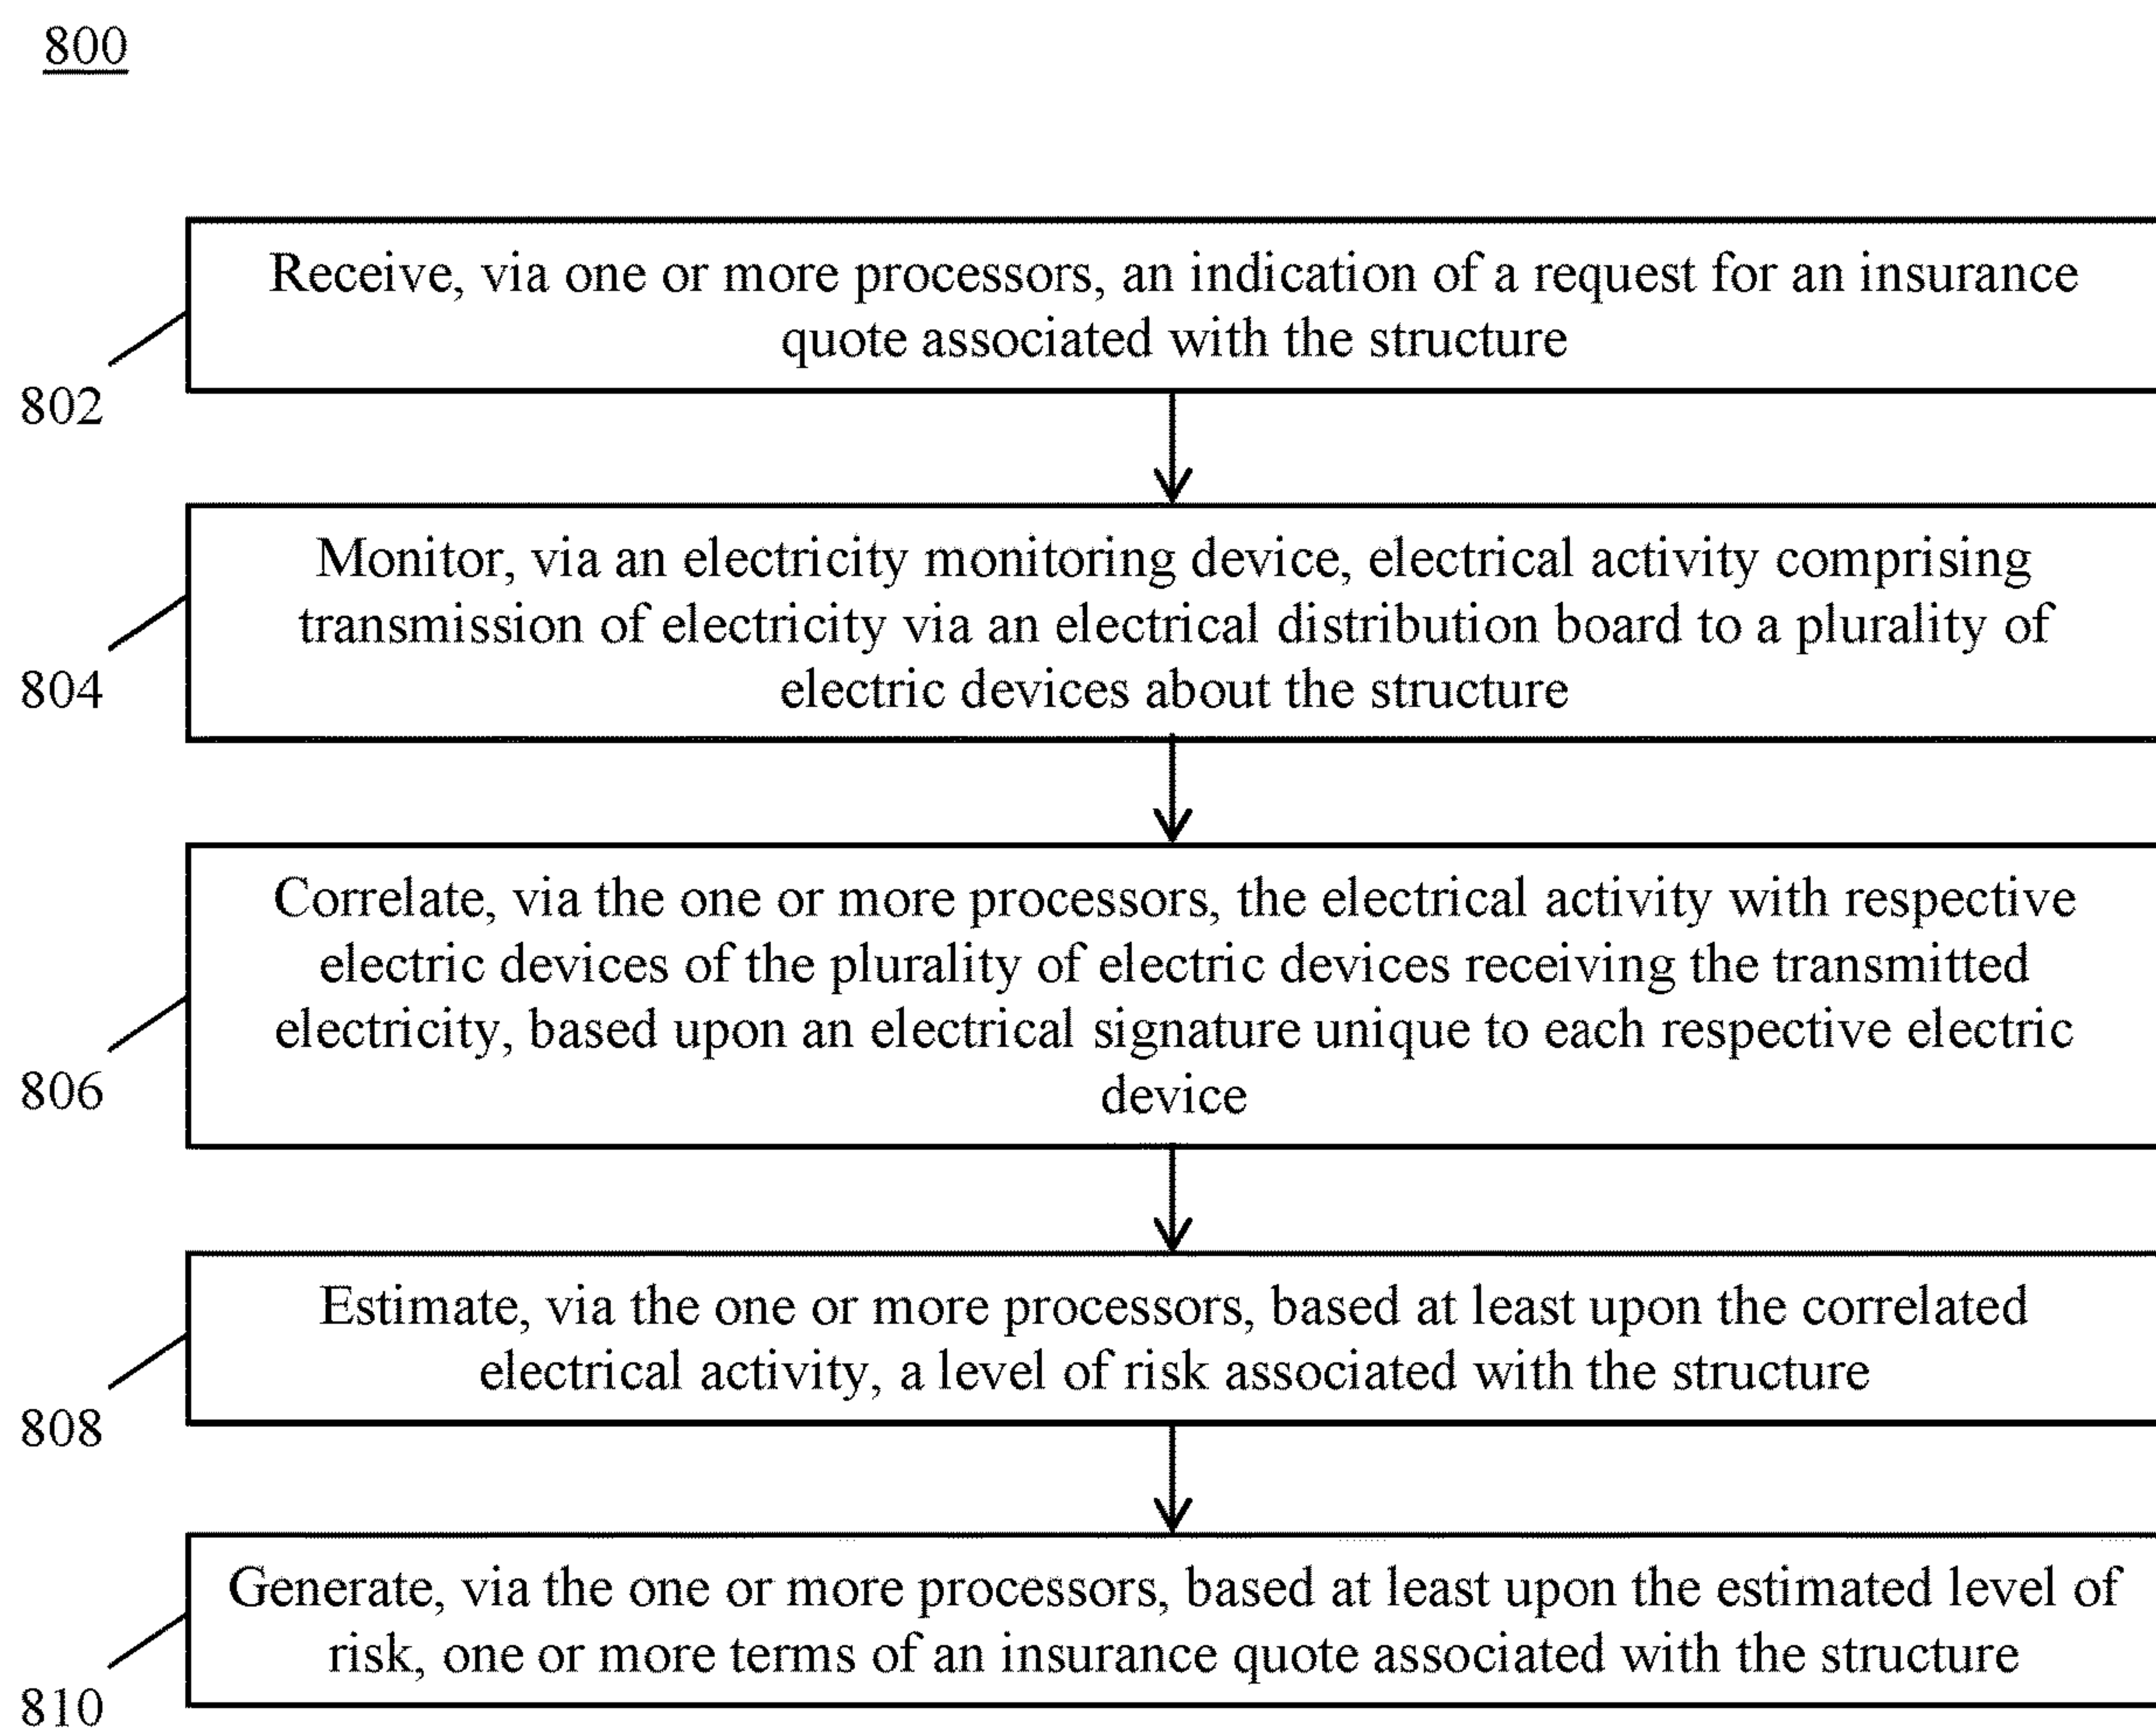 800
Receive, via one or more processors, an indication of a request for an insurance
quote associated with the structure
802
Monitor, via an electricity monitoring device, electrical activity comprising
transmission of electricity via an electrical distribution board to a plurality of
electric devices about the structure
804
Correlate, via the one or more processors, the electrical activity with respective
electric devices of the plurality of electric devices receiving the transmitted
electricity, based upon an electrical signature unique to each respective electric
device
806
Estimate, via the one or more processors, based at least upon the correlated
electrical activity, a level of risk associated with the structure
808
Generate, via the one or more processors, based at least upon the estimated level of
risk, one or more terms of an insurance quote associated with the structure
810